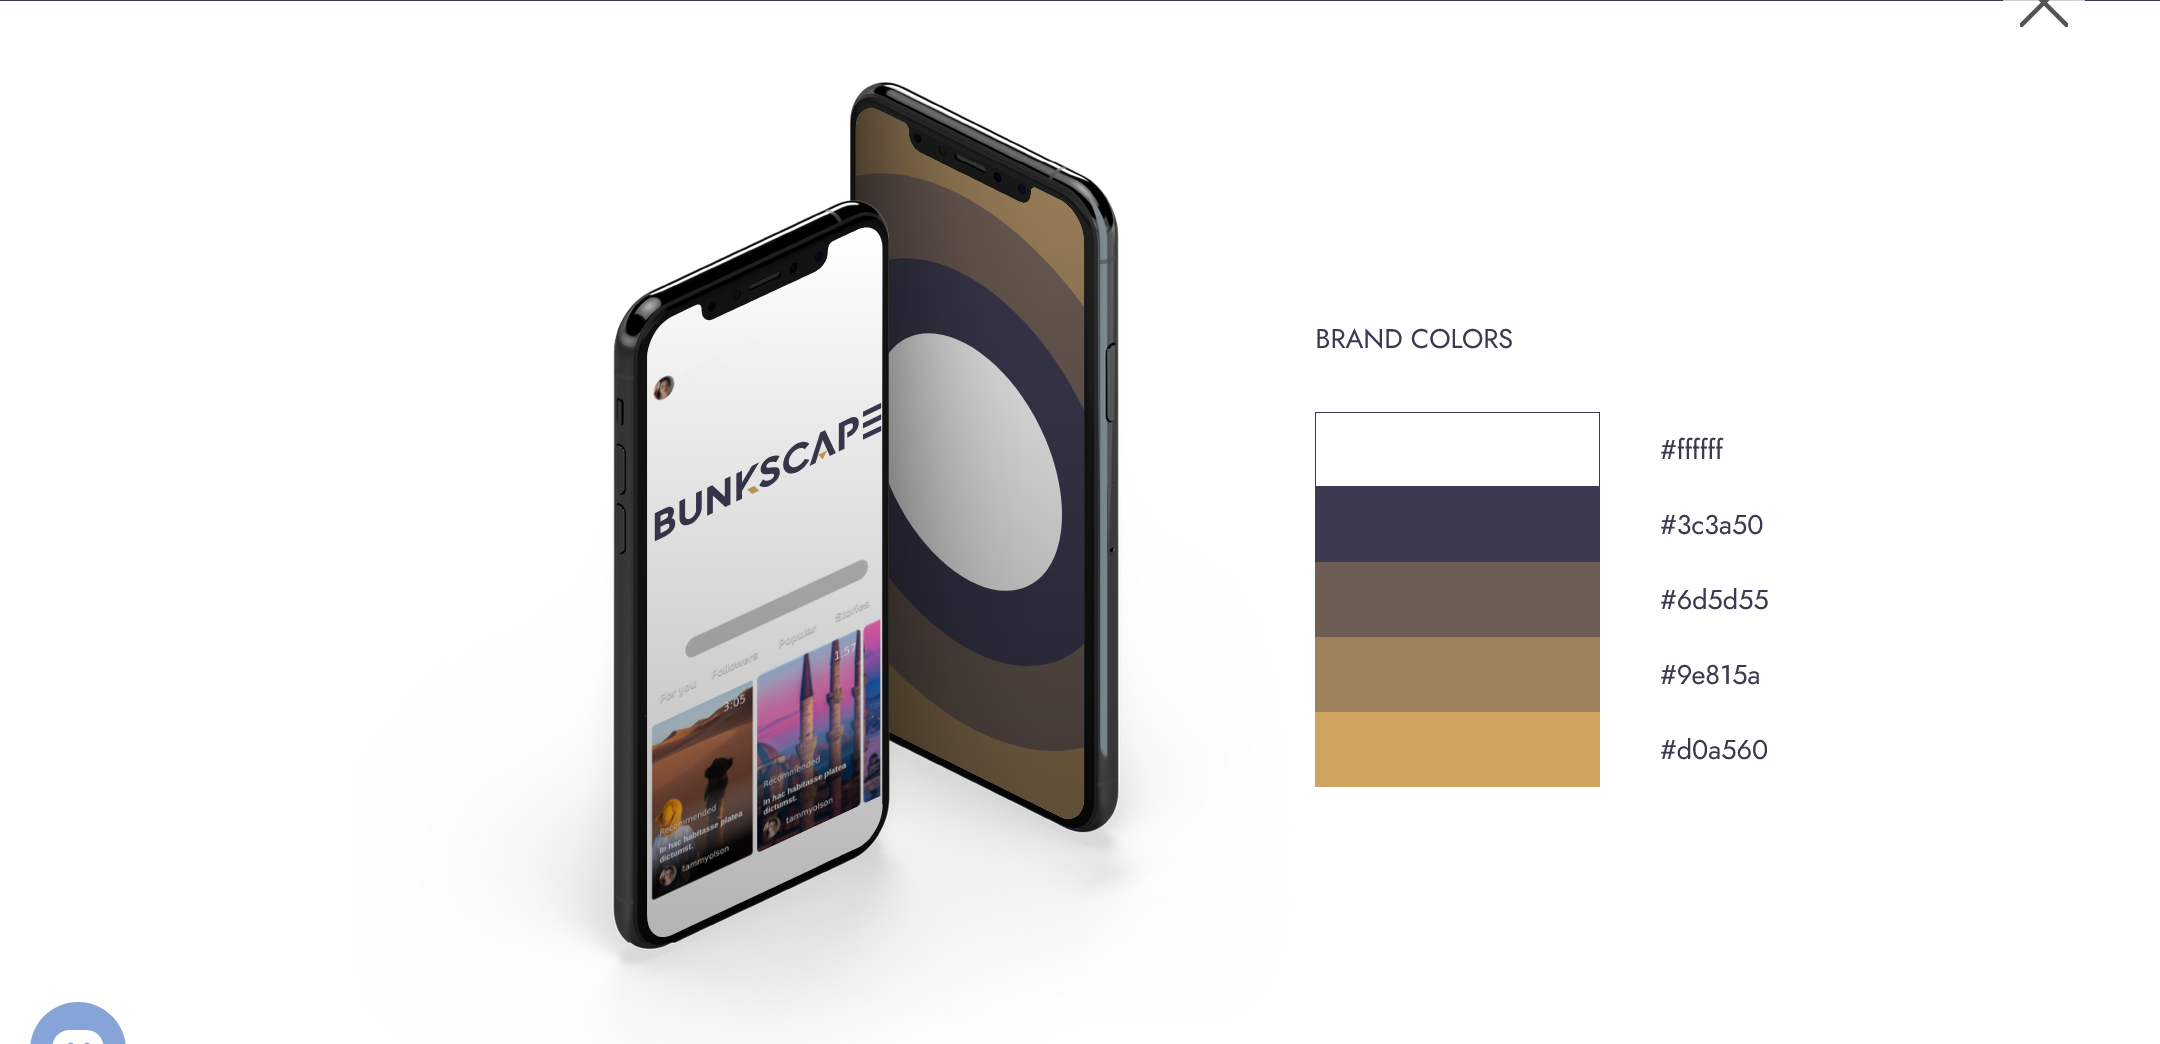 BUNKSCAPE
For you Followers Popular Stories
3:05
Recommended
In hac habitasse platea
dictumst.
tammyolson
1:57
Recommended
In hac habitasse platea
dictumst.
tammyolson
BRAND COLORS
#ffffff
#3c3a50
#6d5d55
#9e815a
#d0a560